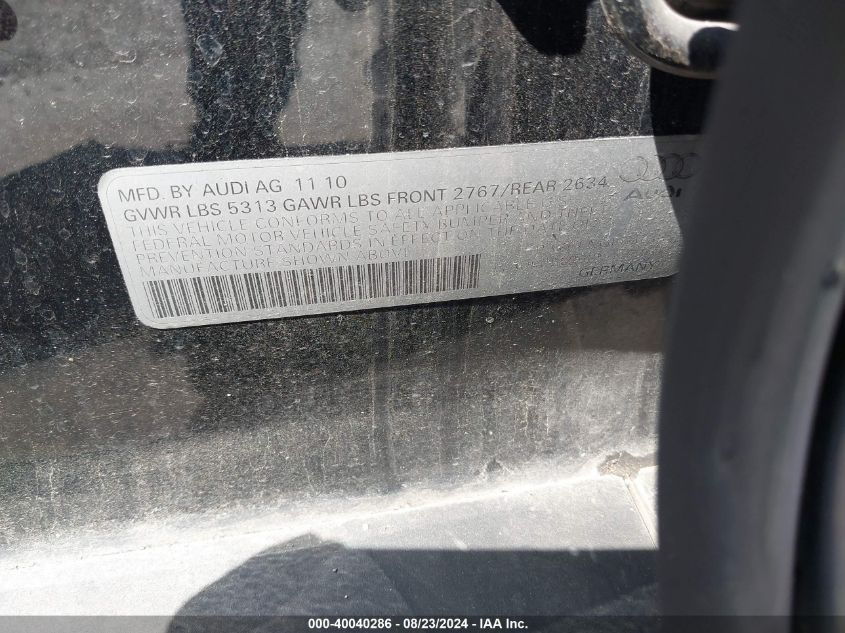 MFD. BY AUDI AG 11 10
GVWR LBS 5313 GAWR LBS FRONT 2767/REAR 2634
THIS VEHICLE CONFORMS TO ALL APPLICABLE
FEDERAL MOTOR VEHICLE SAFETY BUMPER AND THEFT
PREVENTION STANDARDS IN EFFECT ON THE DATE OF
MANUFACTURE SHOWN ABOVE
Audi
GERMANY
000-40040286 - 08/23/2024 - IAA Inc.